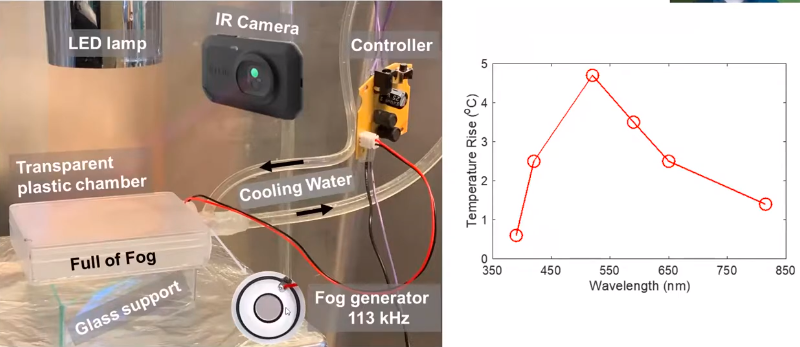 LED lamp
IR Camera
Controller
Transparent
plastic chamber
Cooling Water
Full of Fog
Glass support
Fog generator
113 kHz
Temperature Rise (⁰C)
5
4
3
2
1
0
350
450
550
650
750
850
Wavelength (nm)